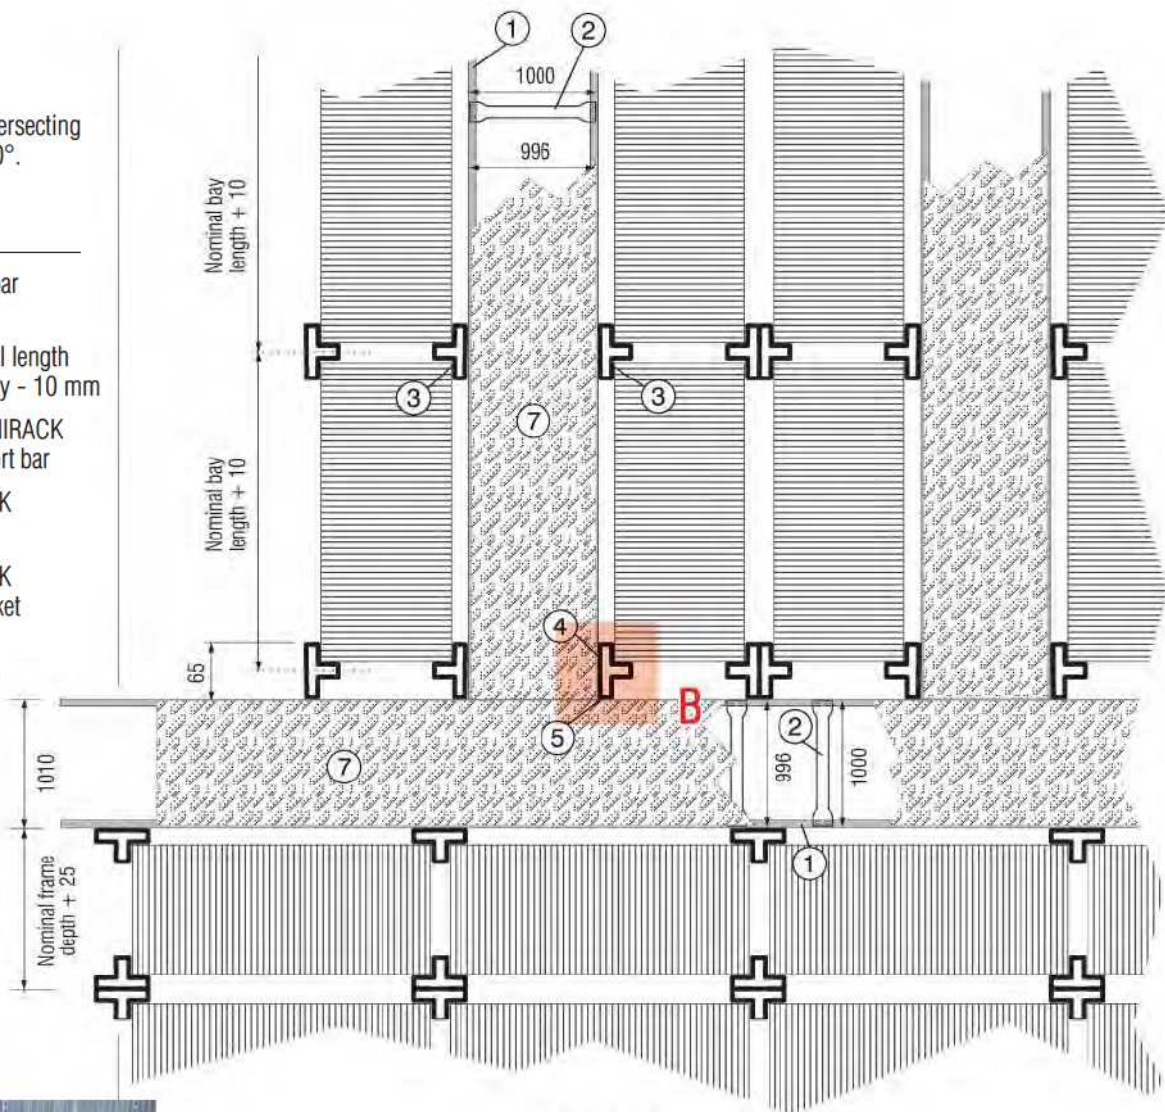 ersecting
0°.
ar
l length
y - 10 mm
IIRACK
rt bar
K
K
ket
1
2
1000
996
Nominal bay
length + 10
3
3
7
Nominal bay
length + 10
4
65
B
5
2
7
1010
996
1000
1
Nominal frame
depth + 25